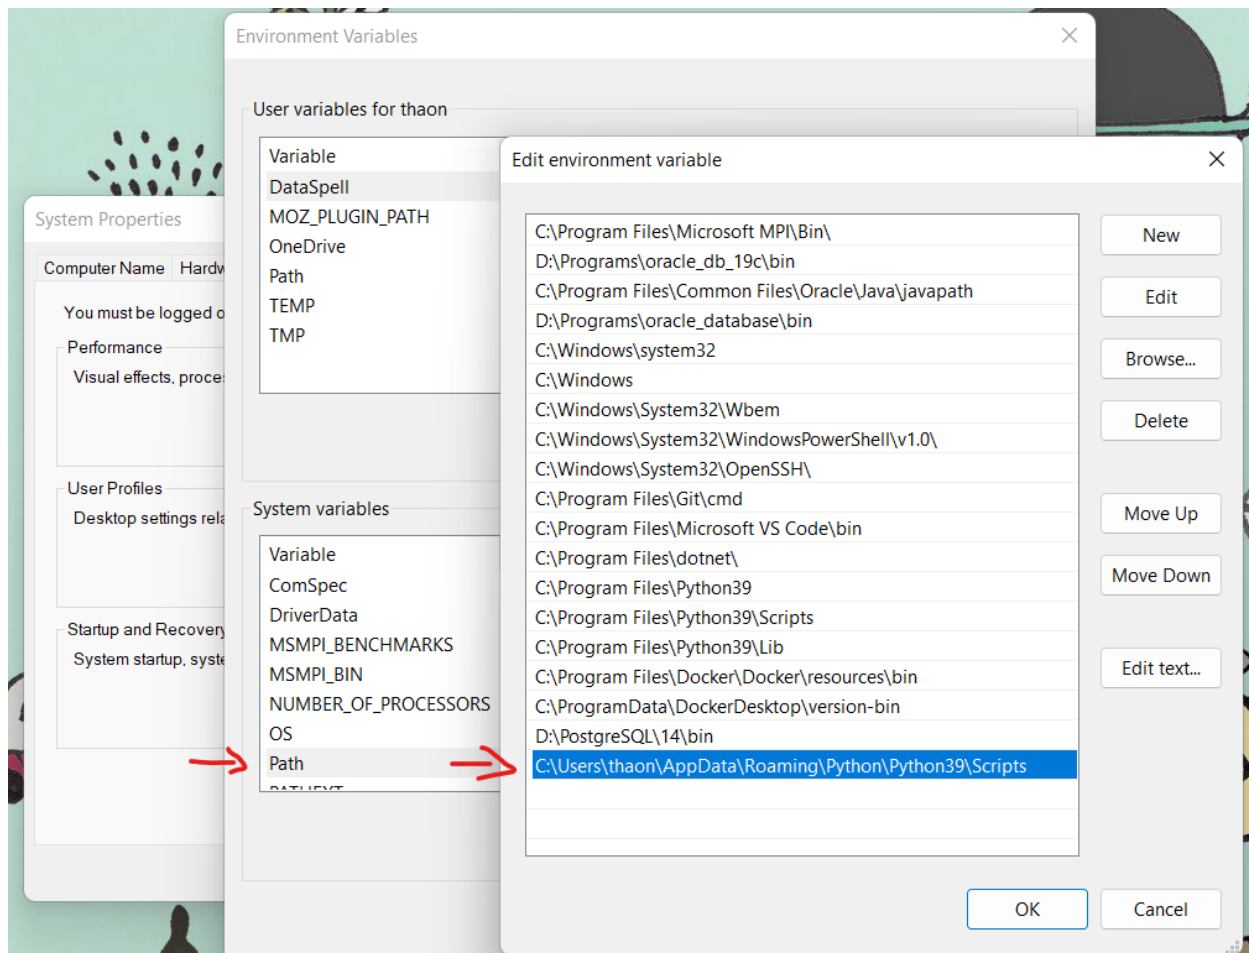 Environment Variables
User variables for thaon
Variable
DataSpell
MOZ_PLUGIN_PATH
OneDrive
Path
TEMP
TMP
System variables
Variable
ComSpec
DriverData
MSMPI_BENCHMARKS
MSMPI_BIN
NUMBER_OF_PROCESSORS
OS
Path
PATHEXT
System Properties
Computer Name
Hardw
You must be logged o
Performance
Visual effects, proces
User Profiles
Desktop settings rela
Startup and Recovery
System startup, syste
Edit environment variable
C:\Program Files\Microsoft MPI\Bin\
D:\Programs\oracle_db_19c\bin
C:\Program Files\Common Files\Oracle\Java\javapath
D:\Programs\oracle_database\bin
C:\Windows\system32
C:\Windows
C:\Windows\System32\Wbem
C:\Windows\System32\WindowsPowerShell\v1.0\
C:\Windows\System32\OpenSSH\
C:\Program Files\Git\cmd
C:\Program Files\Microsoft VS Code\bin
C:\Program Files\dotnet\
C:\Program Files\Python39
C:\Program Files\Python39\Scripts
C:\Program Files\Python39\Lib
C:\Program Files\Docker\Docker\resources\bin
C:\ProgramData\DockerDesktop\version-bin
D:\PostgreSQL\14\bin
C:\Users\thaon\AppData\Roaming\Python\Python39\Scripts
New
Edit
Browse...
Delete
Move Up
Move Down
Edit text...
OK
Cancel